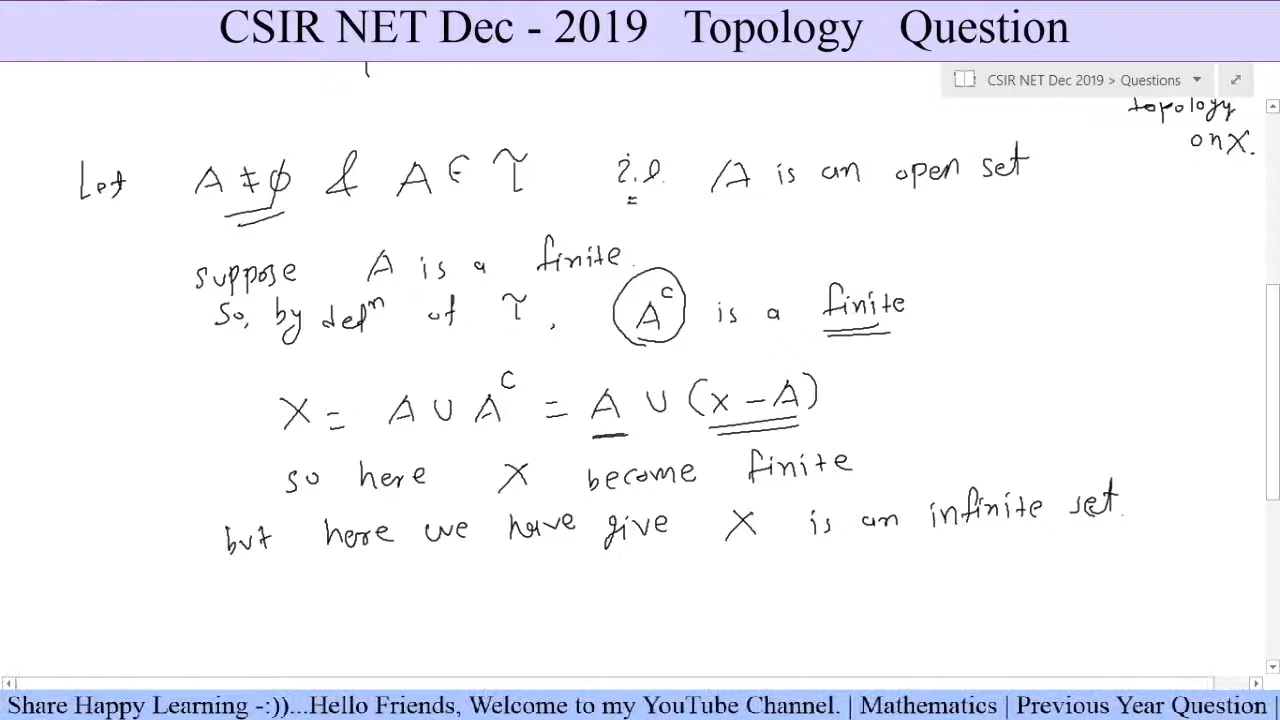 CSIR NET Dec - 2019 Topology Question
CSIR NET Dec 2019 > Questions
topology
on X.
Let A ≠ φ & A ∈ τ i.e. A is an open set
suppose A is a finite.
so, by defⁿ of τ, Aᶜ is a finite
X = A ∪ Aᶜ = A ∪ (X – A)
so here X become finite
but here we have give X is an infinite set.
Share Happy Learning -:))...Hello Friends, Welcome to my YouTube Channel. | Mathematics | Previous Year Question |